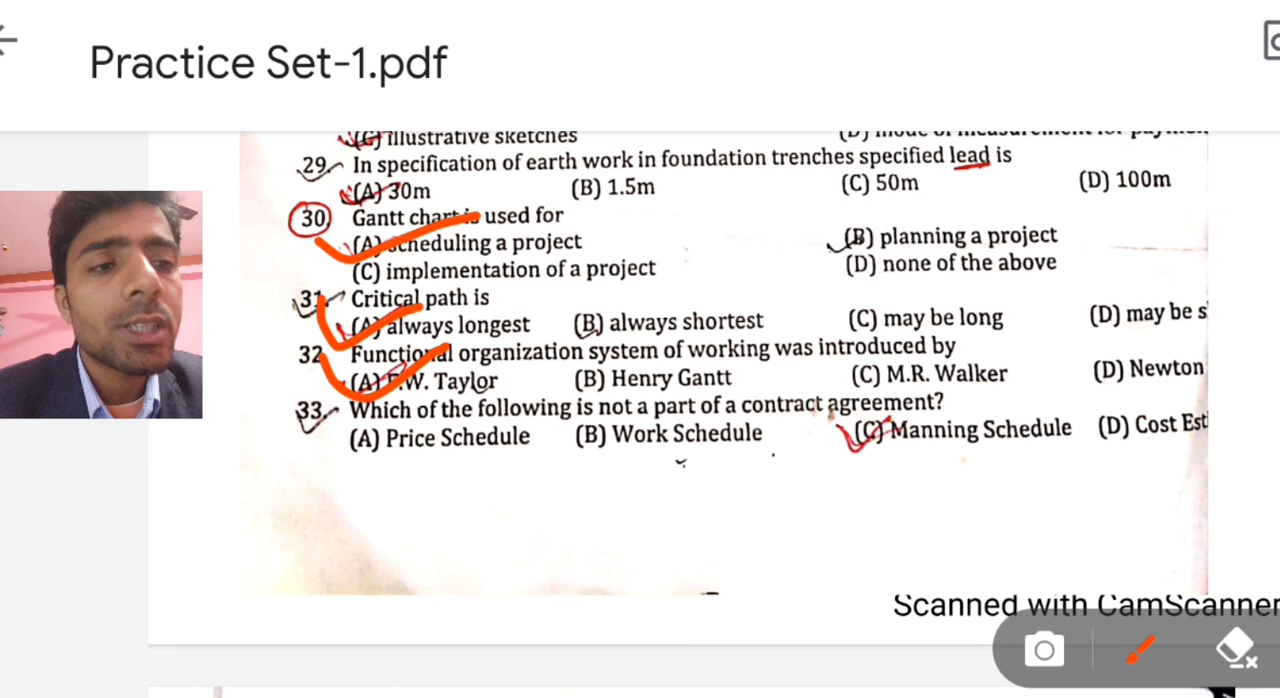 Practice Set-1.pdf
(C) illustrative sketches
29. In specification of earth work in foundation trenches specified lead is
(A) 30m (B) 1.5m (C) 50m (D) 100m
30. Gantt chart is used for
(A) scheduling a project (B) planning a project
(C) implementation of a project (D) none of the above
31. Critical path is
(A) always longest (B) always shortest (C) may be long (D) may be s
32. Functional organization system of working was introduced by
(A) F.W. Taylor (B) Henry Gantt (C) M.R. Walker (D) Newton
33. Which of the following is not a part of a contract agreement?
(A) Price Schedule (B) Work Schedule (C) Manning Schedule (D) Cost Est
Scanned with CamScanner